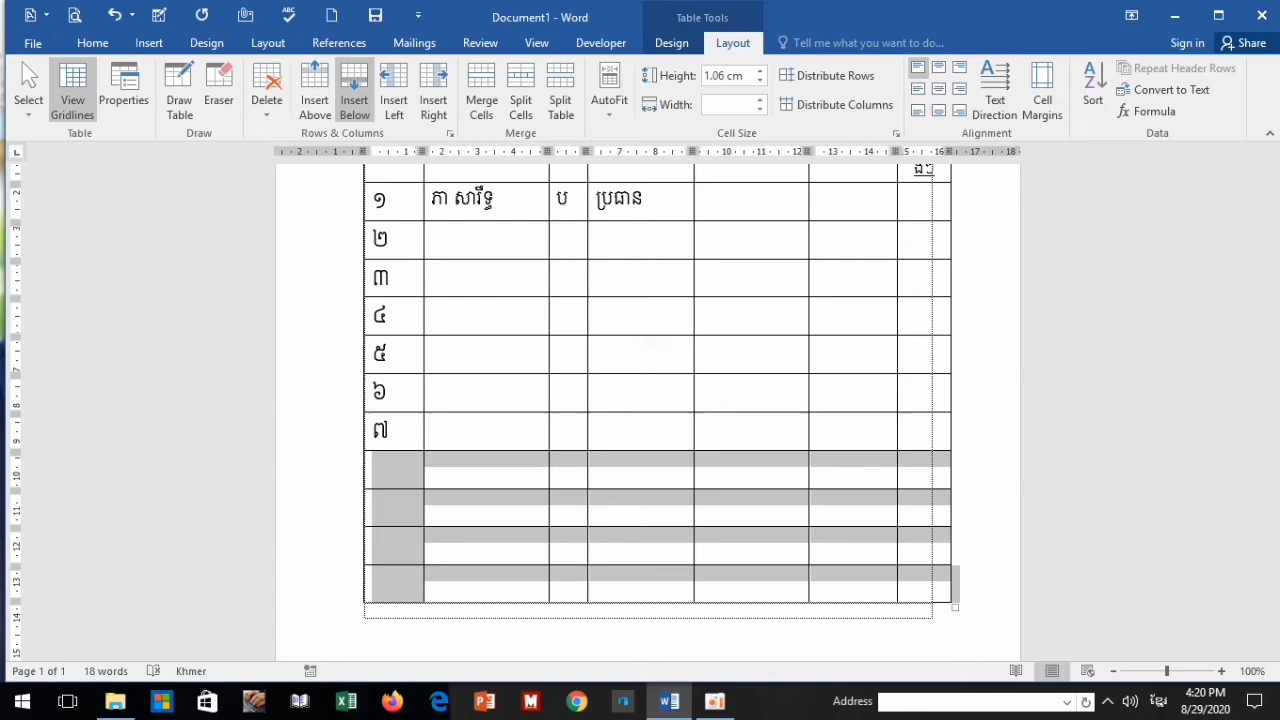 Document1 - Word
Table Tools
File
Home
Insert
Design
Layout
References
Mailings
Review
View
Developer
Design
Layout
Tell me what you want to do...
Sign in
Share
Select
View Gridlines
Properties
Table
Draw Table
Eraser
Draw
Delete
Insert Above
Insert Below
Insert Left
Insert Right
Rows & Columns
Merge Cells
Split Cells
Split Table
Merge
AutoFit
Height:
1.06 cm
Width:
Distribute Rows
Distribute Columns
Cell Size
Text Direction
Cell Margins
Alignment
Sort
Repeat Header Rows
Convert to Text
Formula
Data
១ ភា សារឹទ្ធ ប ប្រធាន
២
៣
៤
៥
៦
៧
Page 1 of 1
18 words
Khmer
100%
Address
4:20 PM
8/29/2020